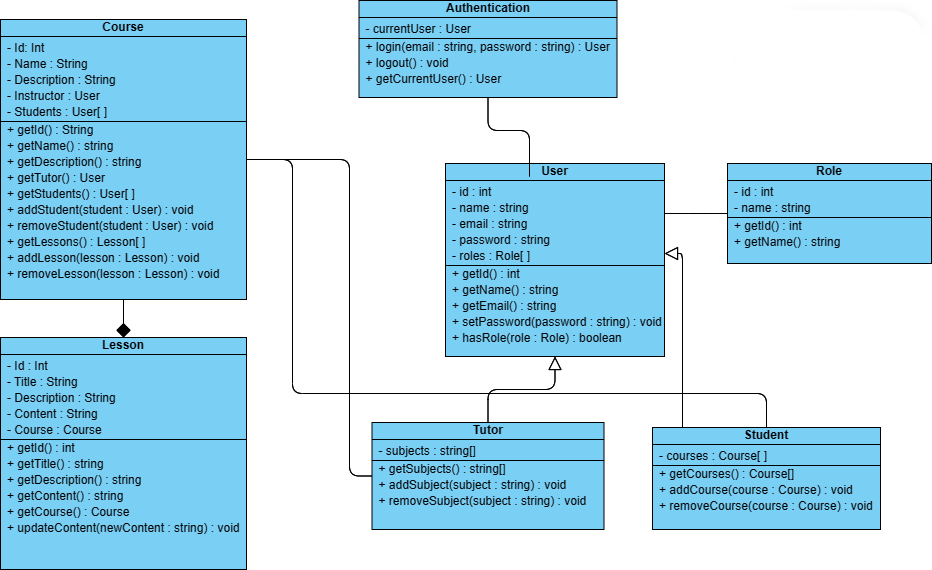 Course
- Id: Int
- Name : String
- Description : String
- Instructor : User
- Students : User[ ]
+ getId() : String
+ getName() : string
+ getDescription() : string
+ getTutor() : User
+ getStudents() : User[ ]
+ addStudent(student : User) : void
+ removeStudent(student : User) : void
+ getLessons() : Lesson[ ]
+ addLesson(lesson : Lesson) : void
+ removeLesson(lesson : Lesson) : void
Lesson
- Id : Int
- Title : String
- Description : String
- Content : String
- Course : Course
+ getId() : int
+ getTitle() : string
+ getDescription() : string
+ getContent() : string
+ getCourse() : Course
+ updateContent(newContent : string) : void
Authentication
- currentUser : User
+ login(email : string, password : string) : User
+ logout() : void
+ getCurrentUser() : User
User
- id : int
- name : string
- email : string
- password : string
- roles : Role[ ]
+ getId() : int
+ getName() : string
+ getEmail() : string
+ setPassword(password : string) : void
+ hasRole(role : Role) : boolean
Role
- id : int
- name : string
+ getId() : int
+ getName() : string
Tutor
- subjects : string[]
+ getSubjects() : string[]
+ addSubject(subject : string) : void
+ removeSubject(subject : string) : void
Student
- courses : Course[ ]
+ getCourses() : Course[]
+ addCourse(course : Course) : void
+ removeCourse(course : Course) : void